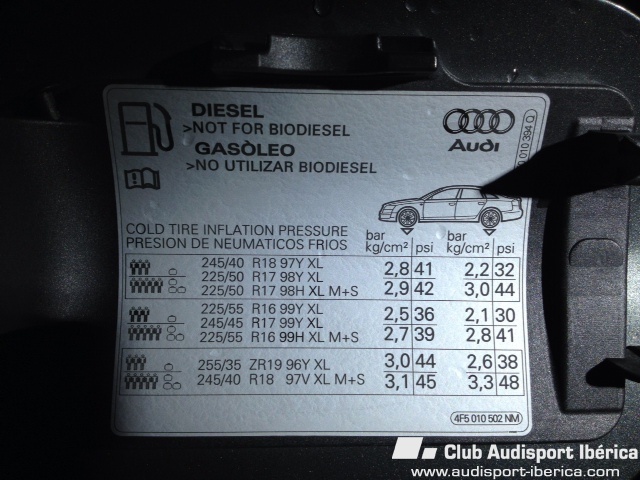 DIESEL
>NOT FOR BIODIESEL
GASÒLEO
>NO UTILIZAR BIODIESEL
Audi
010 394 Q
COLD TIRE INFLATION PRESSURE
PRESION DE NEUMATICOS FRIOS
bar kg/cm² psi bar kg/cm² psi
245/40 R18 97Y XL
225/50 R17 98Y XL
225/50 R17 98H XL M+S
2,8 41 2,2 32
2,9 42 3,0 44
225/55 R16 99Y XL
245/45 R17 99Y XL
225/55 R16 99H XL M+S
2,5 36 2,1 30
2,7 39 2,8 41
255/35 ZR19 96Y XL
245/40 R18 97V XL M+S
3,0 44 2,6 38
3,1 45 3,3 48
4F5 010 502 NM
Club Audisport Ibérica
www.audisport-iberica.com